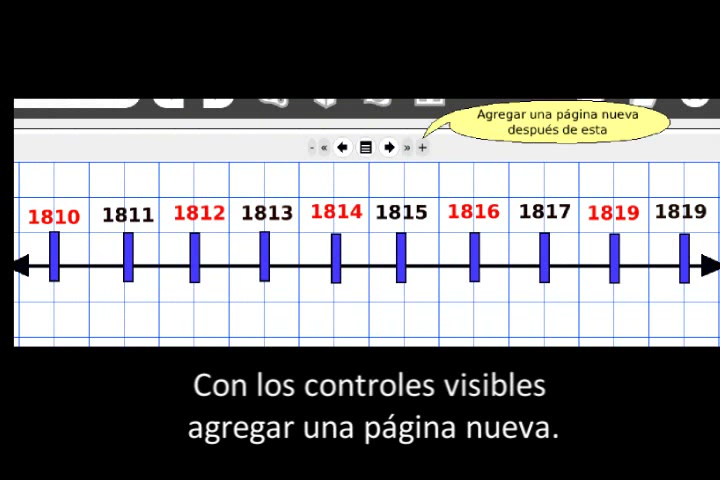 Agregar una página nueva
después de esta
- « » +
1810 1811 1812 1813 1814 1815 1816 1817 1819 1819
Con los controles visibles
agregar una página nueva.